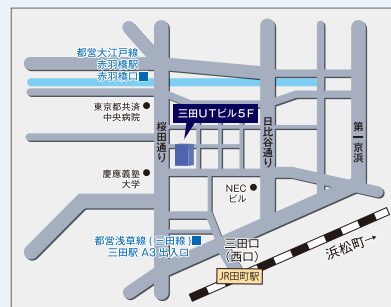 都営大江戸線
赤羽橋駅
赤羽橋口
東京都共済
中央病院
三田UTビル5F
桜田通り
日比谷通り
第一京浜
慶應義塾
大学
NEC
ビル
都営浅草線(三田線)
三田駅 A3 出入口
三田口
(西口)
浜松町→
JR田町駅